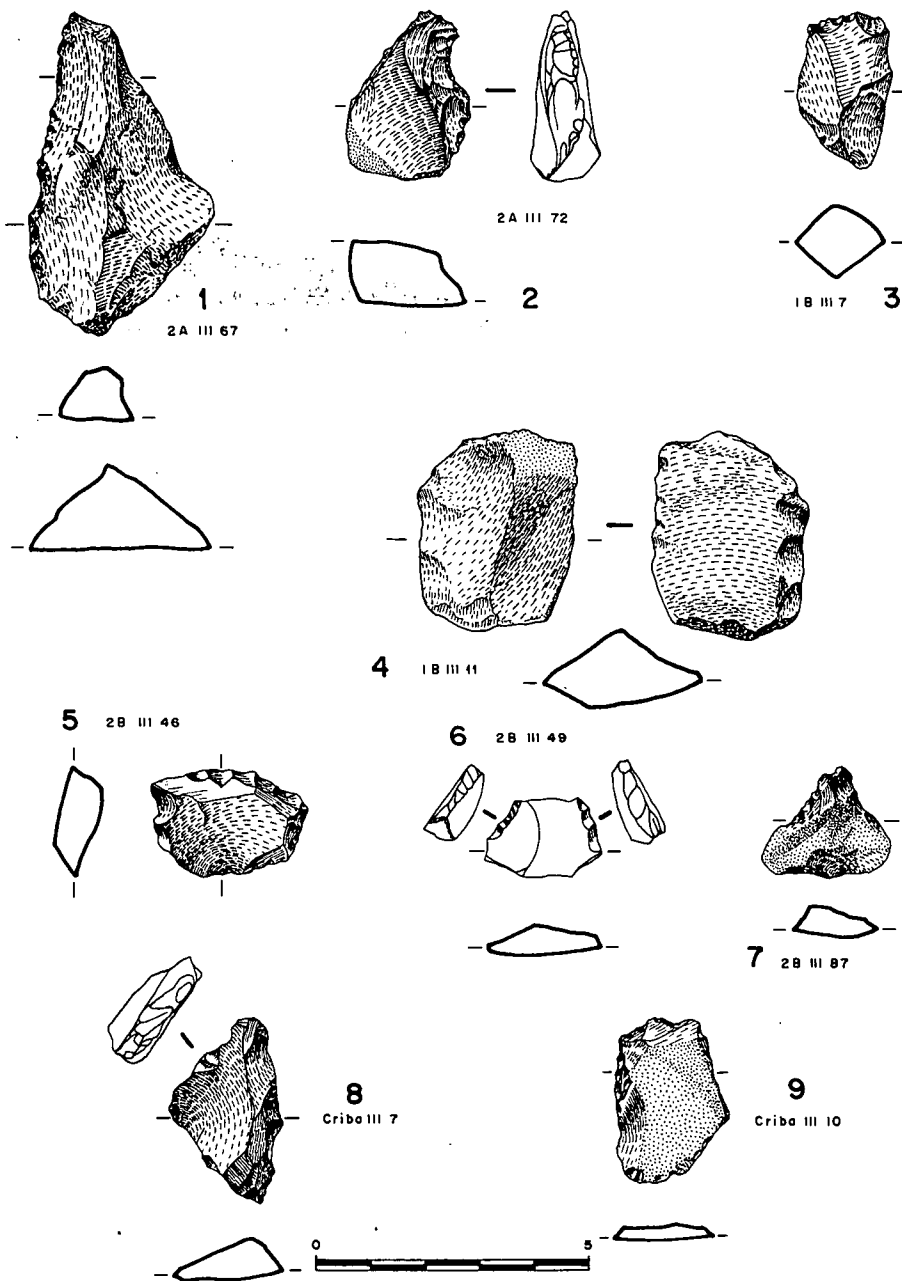 1
2A III 67
2A III 72
2
1B III 7
3
4
1B III 11
5
2B III 46
6
2B III 49
7
2B III 87
8
Criba III 7
9
Criba III 10
0
5